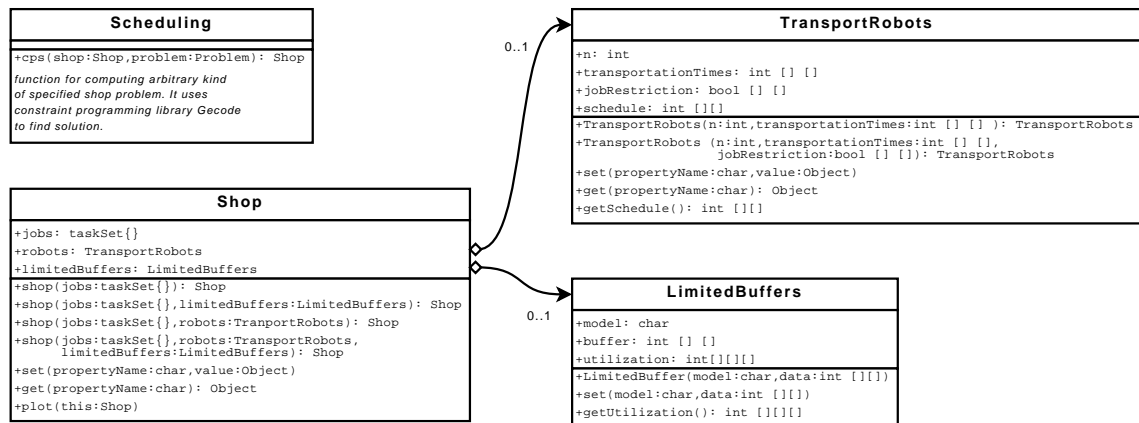 Scheduling
+cps(shop:Shop,problem:Problem): Shop
function for computing arbitrary kind
of specified shop problem. It uses
constraint programming library Gecode
to find solution.
TransportRobots
+n: int
+transportationTimes: int [] []
+jobRestriction: bool [] []
+schedule: int [][]
+TransportRobots(n:int,transportationTimes:int [] [] ): TransportRobots
+TransportRobots (n:int,transportationTimes:int [] [],
jobRestriction:bool [] []): TransportRobots
+set(propertyName:char,value:Object)
+get(propertyName:char): Object
+getSchedule(): int [][]
0..1
Shop
+jobs: taskSet{}
+robots: TransportRobots
+limitedBuffers: LimitedBuffers
+shop(jobs:taskSet{}): Shop
+shop(jobs:taskSet{},limitedBuffers:LimitedBuffers): Shop
+shop(jobs:taskSet{},robots:TranportRobots): Shop
+shop(jobs:taskSet{},robots:TransportRobots,
limitedBuffers:LimitedBuffers): Shop
+set(propertyName:char,value:Object)
+get(propertyName:char): Object
+plot(this:Shop)
0..1
LimitedBuffers
+model: char
+buffer: int [] []
+utilization: int[][][]
+LimitedBuffer(model:char,data:int [][])
+set(model:char,data:int [][])
+getUtilization(): int [][][]